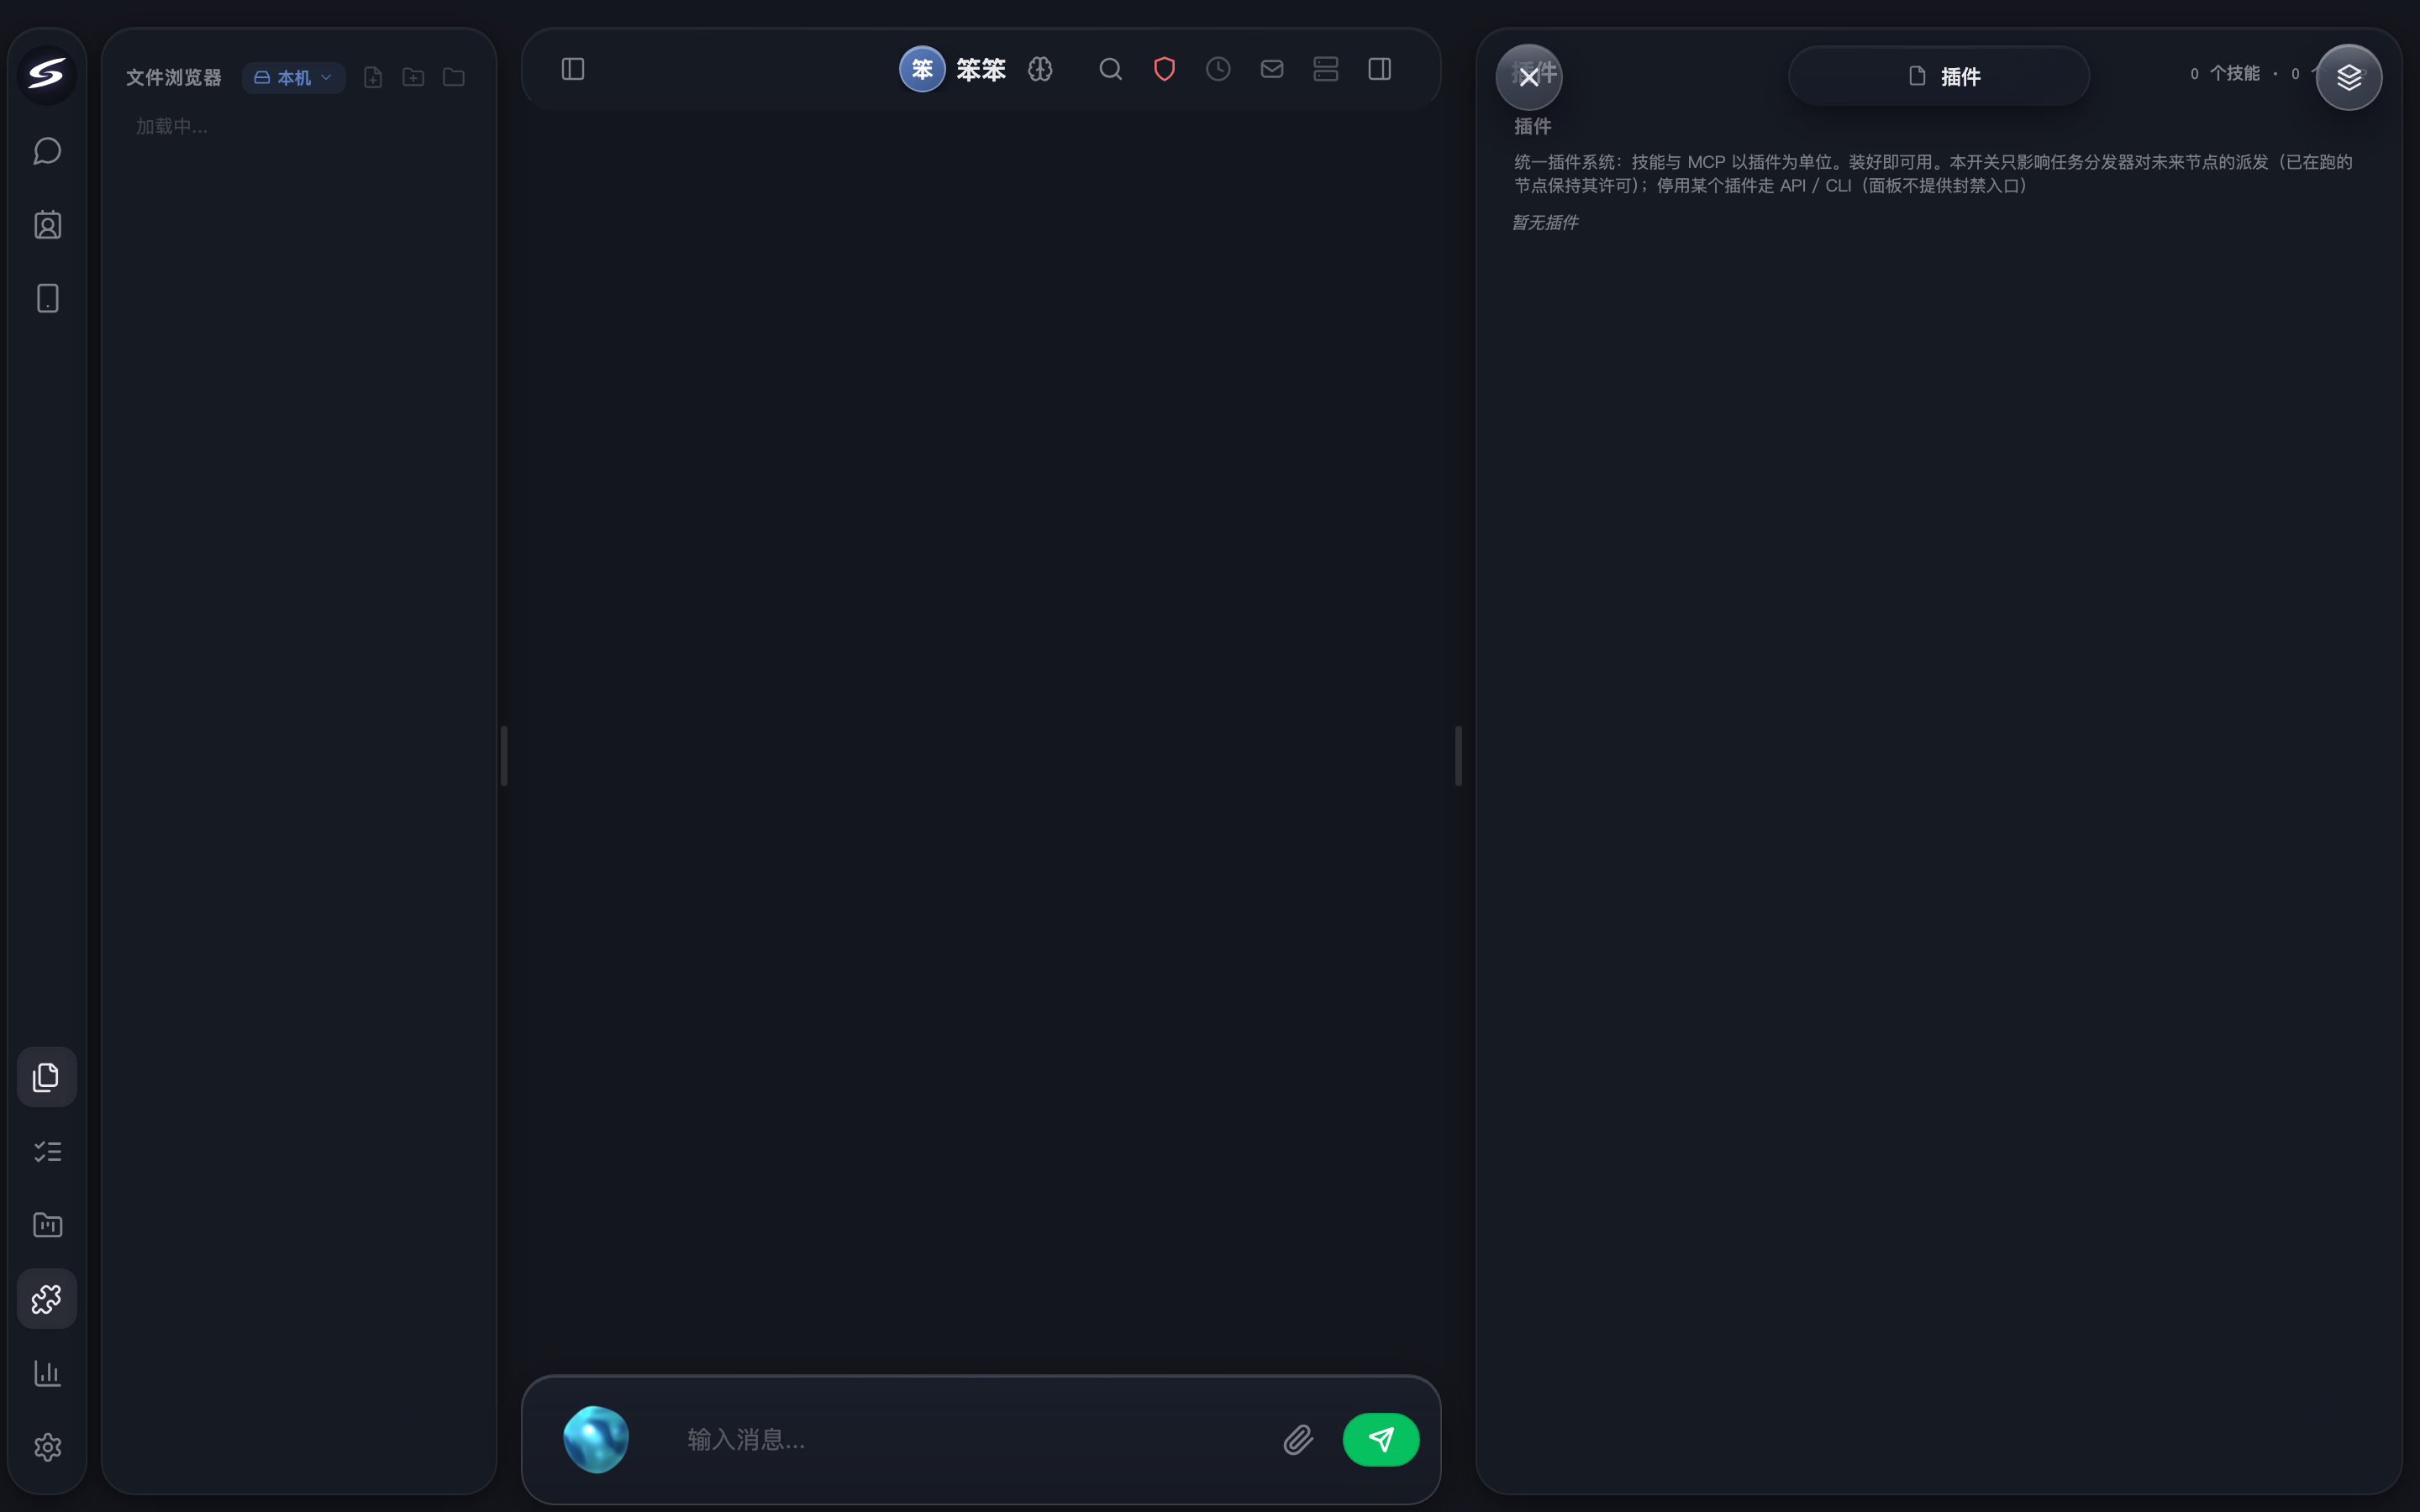 文件浏览器
本机
加载中...
笨
笨笨
插件
插件
0 个技能 · 0
插件
统一插件系统：技能与 MCP 以插件为单位。装好即可用。本开关只影响任务分发器对未来节点的派发（已在跑的
节点保持其许可）；停用某个插件走 API / CLI（面板不提供封禁入口）
暂无插件
输入消息...